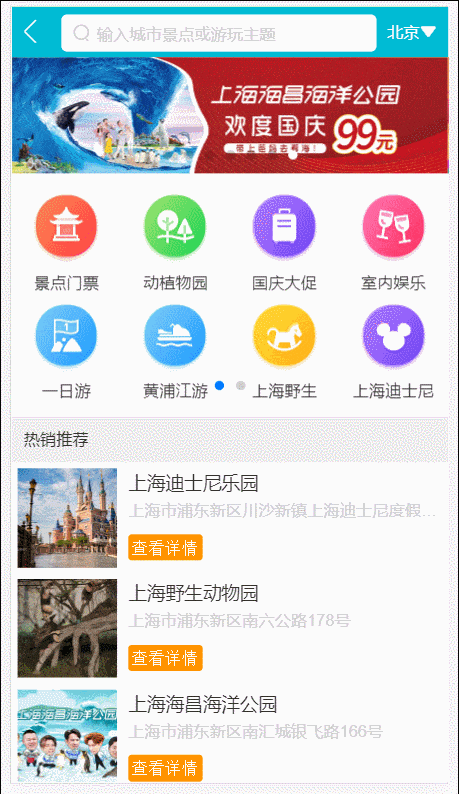 输入城市景点或游玩主题
北京
上海海昌海洋公园
欢度国庆 99元
带上爸妈去看海!
景点门票
动植物园
国庆大促
室内娱乐
1
一日游
黄浦江游
上海野生
上海迪士尼
热销推荐
上海迪士尼乐园
上海市浦东新区川沙新镇上海迪士尼度假...
查看详情
上海野生动物园
上海市浦东新区南六公路178号
查看详情
上海海昌海洋公园
上海海昌海洋公园
上海市浦东新区南汇城银飞路166号
查看详情